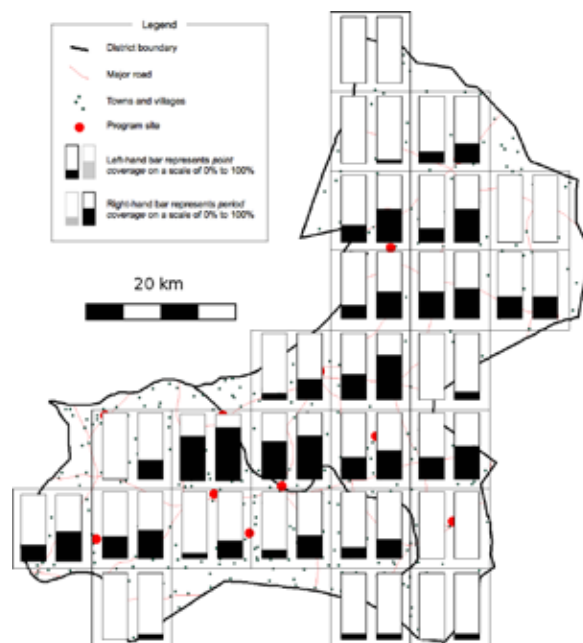 Legend
District boundary
Major road
Towns and villages
Program site
Left-hand bar represents point
coverage on a scale of 0% to 100%
Right-hand bar represents period
coverage on a scale of 0% to 100%
20 km